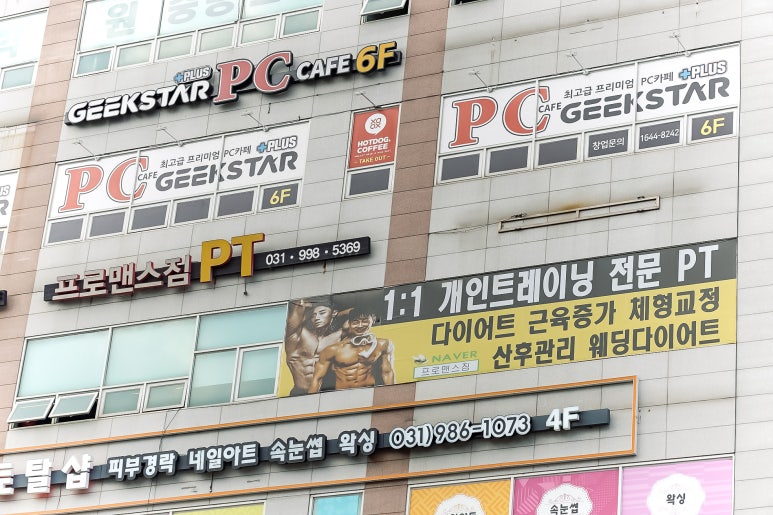 GEEKSTAR +PLUS PC CAFE 6F
최고급 프리미엄 PC카페 +PLUS
PC CAFE GEEKSTAR
창업문의 1644-8242 6F
HOTDOG, COFFEE
TAKE OUT
최고급 프리미엄 PC카페 +PLUS
PC CAFE GEEKSTAR
6F
프로맨스짐 PT 031·998·5369
1:1 개인트레이닝 전문 PT
다이어트 근육증가 체형교정
산후관리 웨딩다이어트
NAVER
프로맨스짐
토탈샵 피부경락 네일아트 속눈썹 왁싱 031)986-1073 4F
속눈썹
왁싱